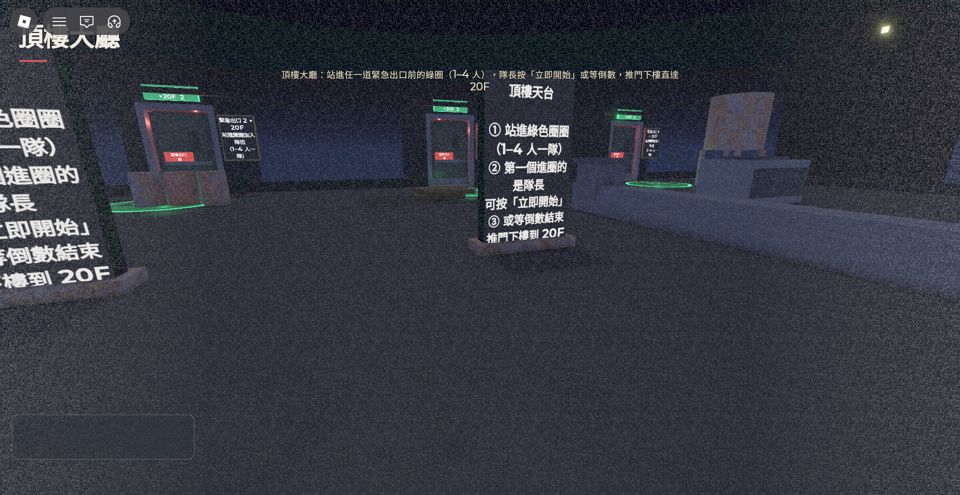 頂樓大廳
頂樓大廳：站進任一道緊急出口前的綠圈（1–4 人），隊長按「立即開始」或等倒數，推門下樓直達
20F
色圈圈
一隊）
進圈的
隊長
立即開始」
等倒數結束
樓到 20F
緊急出口 2
20F
（1–4 人一
隊）
頂樓天台
① 站進綠色圈圈
（1–4 人一隊）
② 第一個進圈的
是隊長
可按「立即開始」
③ 或等倒數結束
推門下樓到 20F